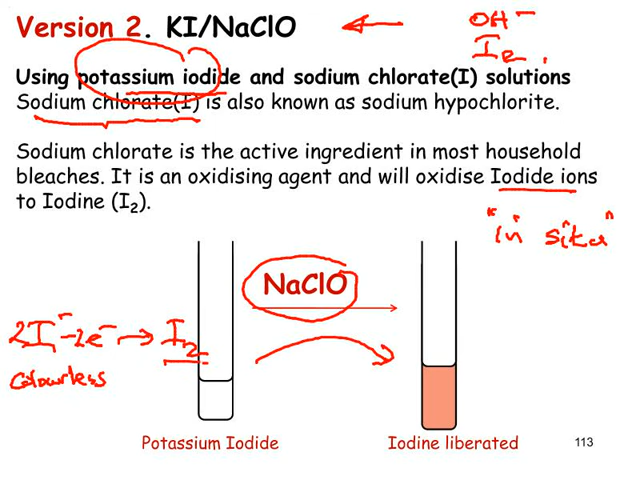 Version 2. KI/NaClO
OH⁻
I₂
Using potassium iodide and sodium chlorate(I) solutions
Sodium chlorate(I) is also known as sodium hypochlorite.
Sodium chlorate is the active ingredient in most household
bleaches. It is an oxidising agent and will oxidise Iodide ions
to Iodine (I₂).
"in situ"
NaClO
2I⁻ -2e⁻ → I₂
Colourless
Potassium Iodide
Iodine liberated
113